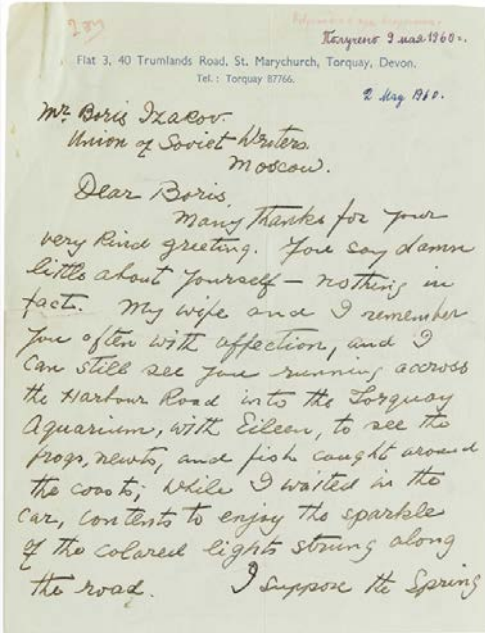 Получено 9 мая 1960 г.
Flat 3, 40 Trumlands Road, St. Marychurch, Torquay, Devon.
Tel.: Torquay 87766.
2 May 1960.
Mr. Boris Izakov.
Union of Soviet Writers
Moscow.
Dear Boris,
Many thanks for your
very kind greeting. You say damn
little about yourself — nothing in
fact. My wife and I remember
you often with affection, and I
can still see you running accross
the Harbour Road into the Torquay
Aquarium, with Eileen, to see the
frogs, newts, and fish caught around
the coasts; while I waited in the
car, contents to enjoy the sparkle
of the colored lights strung along
the road. I suppose the Spring